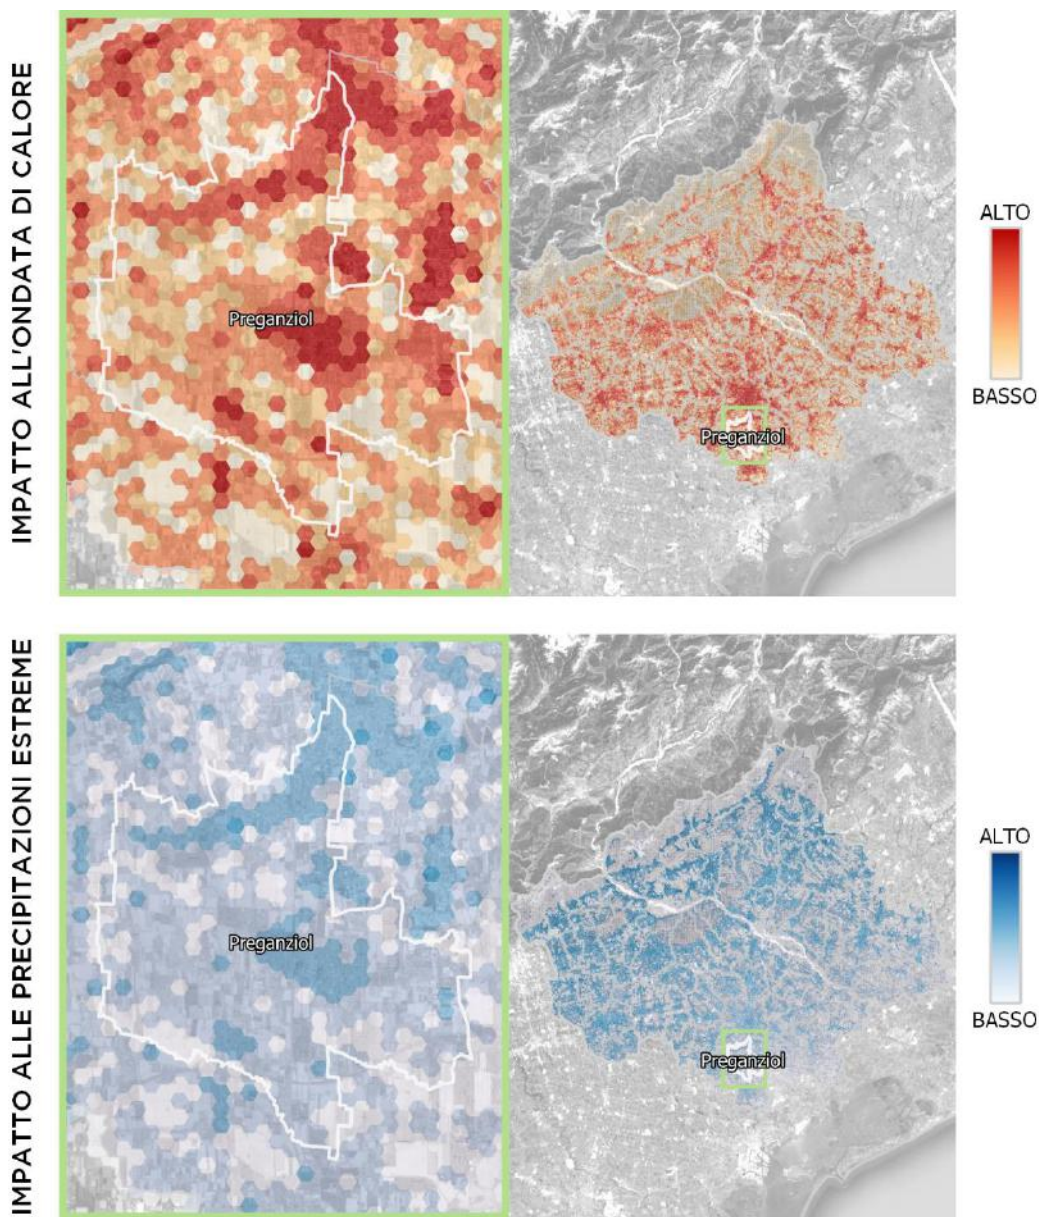 IMPATTO ALL'ONDATA DI CALORE
Preganziol
Preganziol
ALTO
BASSO
IMPATTO ALLE PRECIPITAZIONI ESTREME
Preganziol
Preganziol
ALTO
BASSO